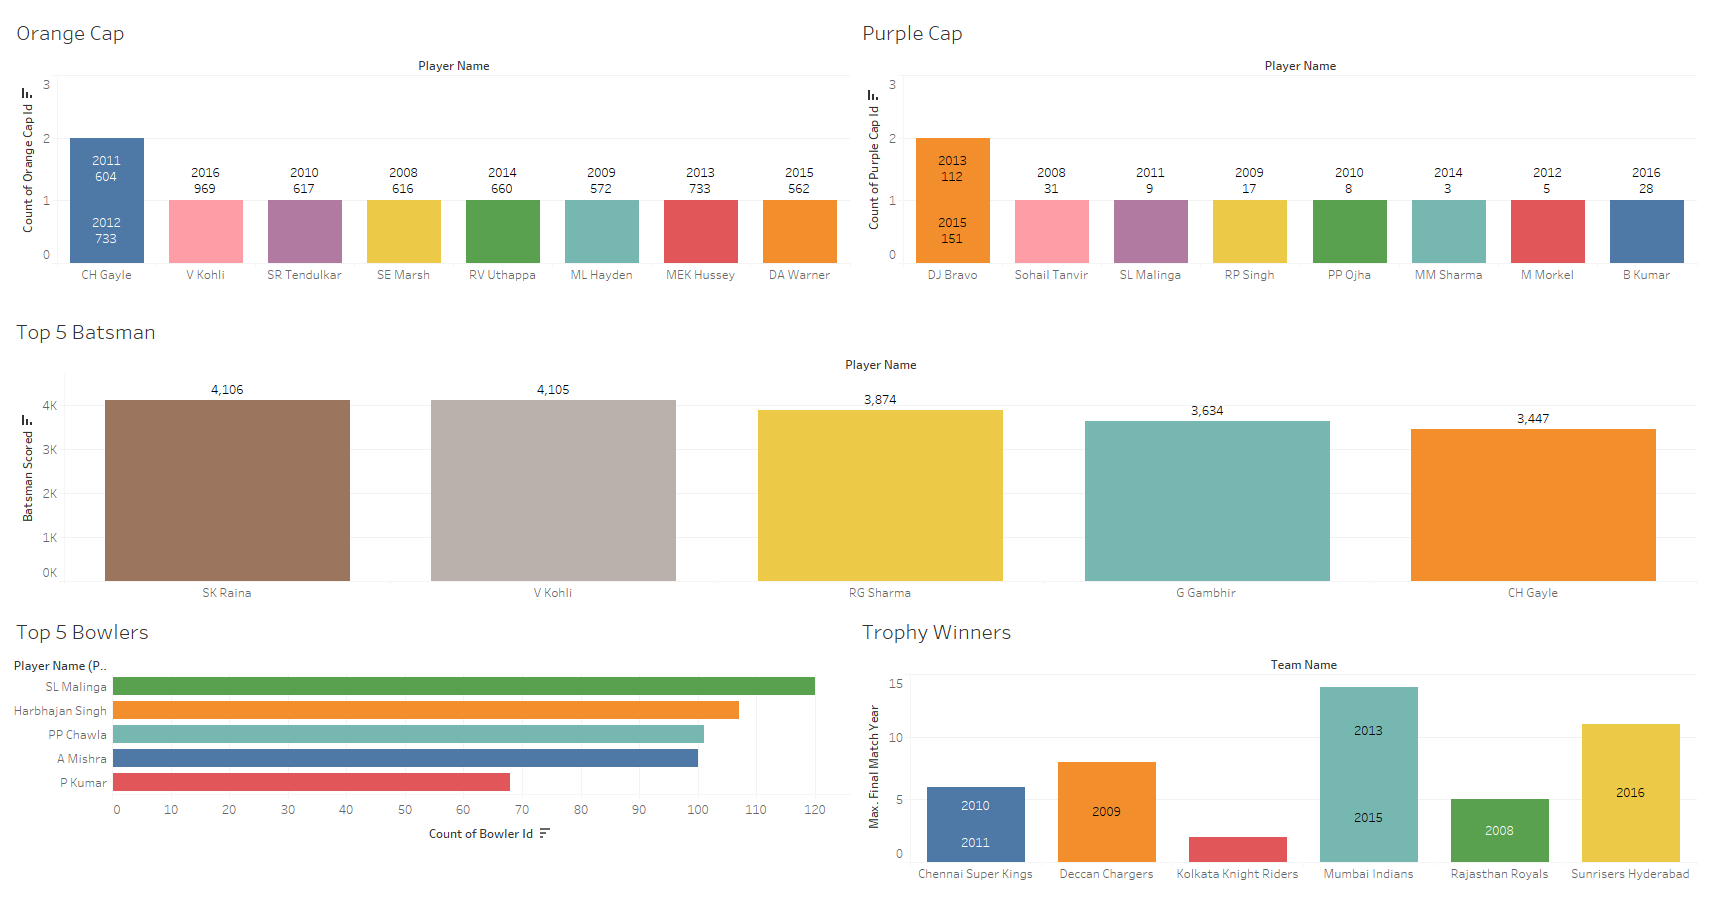 Orange Cap
Player Name
Count of Orange Cap Id
3
2
1
0
2011
604
2012
733
2016
969
2010
617
2008
616
2014
660
2009
572
2013
733
2015
562
CH Gayle V Kohli SR Tendulkar SE Marsh RV Uthappa ML Hayden MEK Hussey DA Warner
Purple Cap
Player Name
Count of Purple Cap Id
3
2
1
0
2013
112
2015
151
2008
31
2011
9
2009
17
2010
8
2014
3
2012
5
2016
28
DJ Bravo Sohail Tanvir SL Malinga RP Singh PP Ojha MM Sharma M Morkel B Kumar
Top 5 Batsman
Player Name
Batsman Scored
4K
3K
2K
1K
0K
4,106 4,105 3,874 3,634 3,447
SK Raina V Kohli RG Sharma G Gambhir CH Gayle
Top 5 Bowlers
Player Name (P..
SL Malinga
Harbhajan Singh
PP Chawla
A Mishra
P Kumar
0 10 20 30 40 50 60 70 80 90 100 110 120
Count of Bowler Id
Trophy Winners
Team Name
Max. Final Match Year
15
10
5
0
2010
2011
2009
2013
2015
2008
2016
Chennai Super Kings Deccan Chargers Kolkata Knight Riders Mumbai Indians Rajasthan Royals Sunrisers Hyderabad